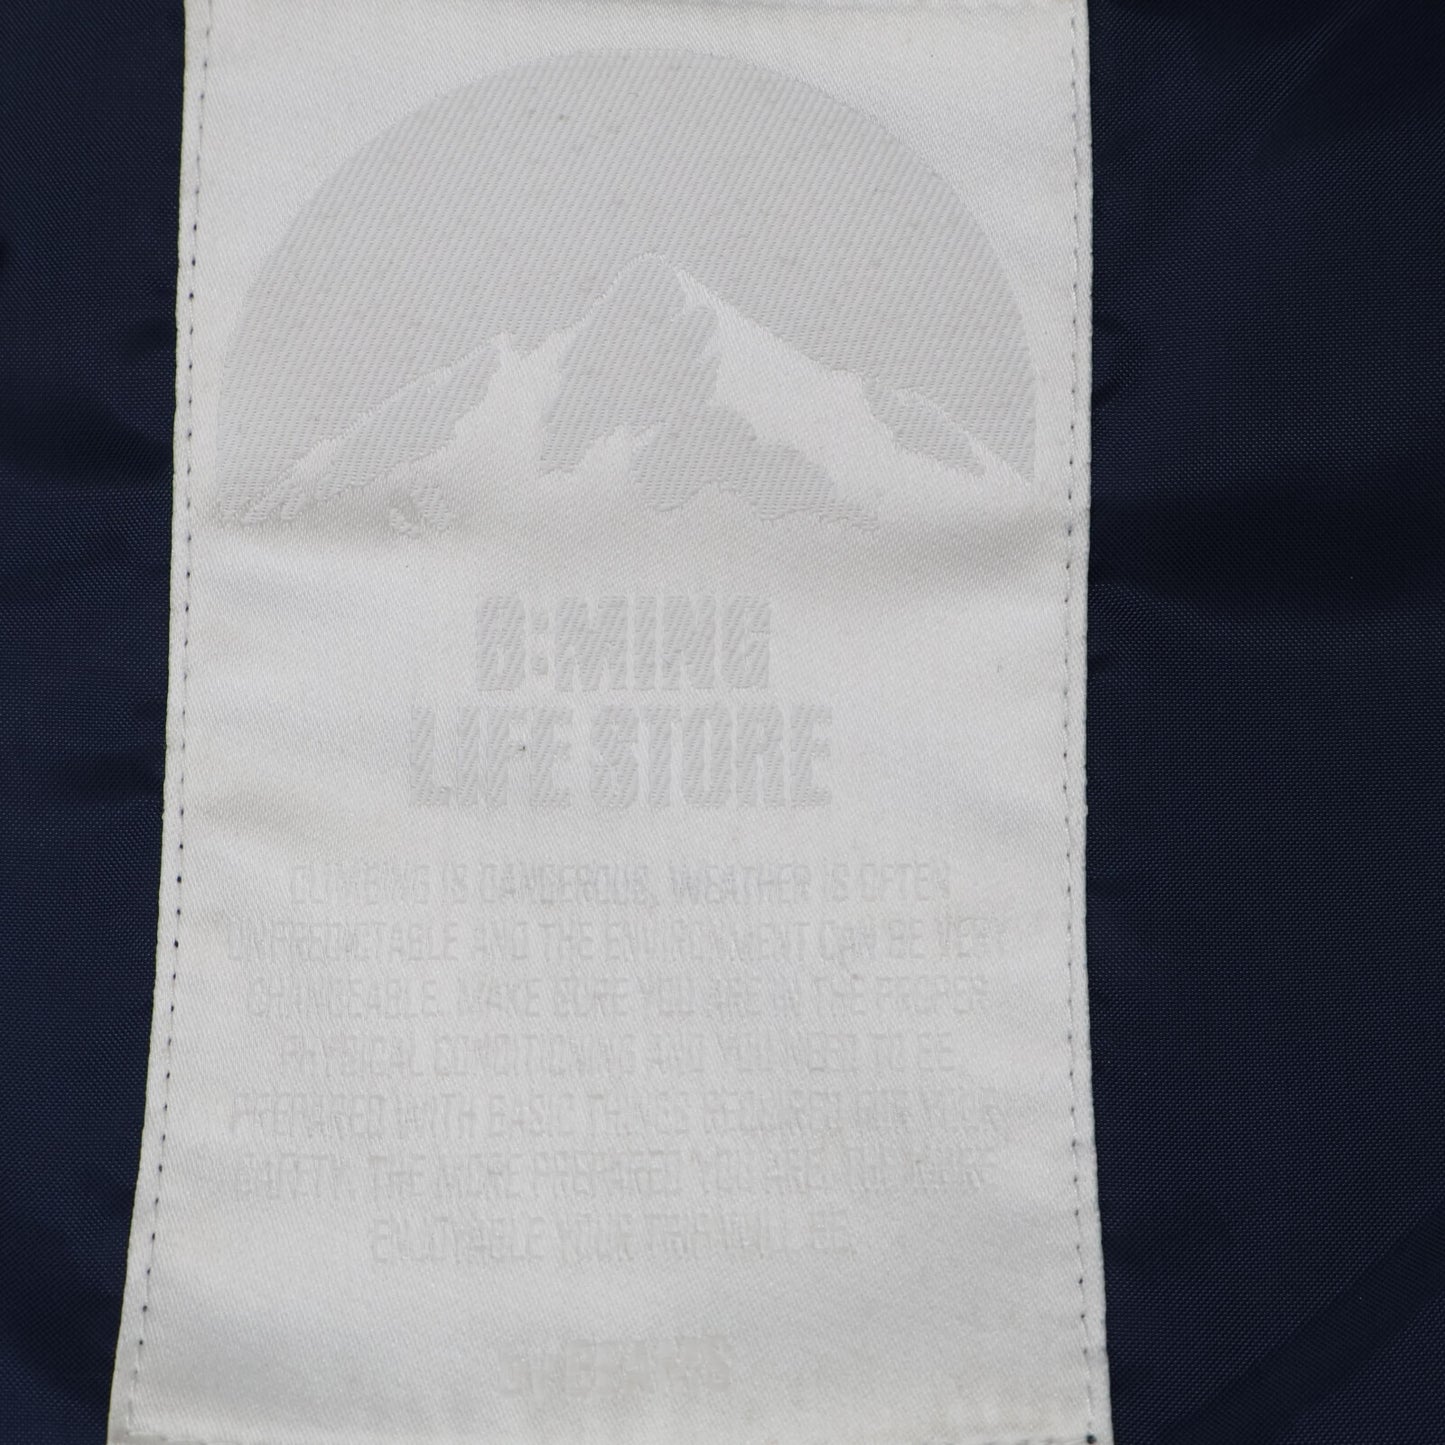 B:MING
LIFE STORE
CLIMBING IS DANGEROUS, WEATHER IS OFTEN
UNPREDICTABLE AND THE ENVIRONMENT CAN BE VERY
CHANGEABLE. MAKE SURE YOU ARE IN THE PROPER
PHYSICAL CONDITIONING AND YOU NEED TO BE
PREPARED WITH BASIC THINGS REQUIRED FOR YOUR
SAFETY. THE MORE PREPARED YOU ARE, THE MORE
ENJOYABLE YOUR TRIP WILL BE.